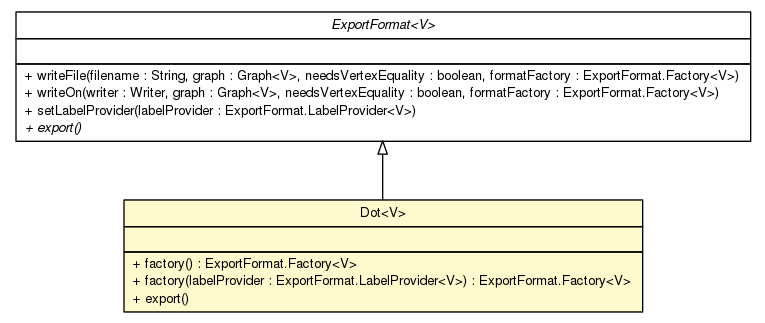 ExportFormat<V>
+ writeFile(filename : String, graph : Graph<V>, needsVertexEquality : boolean, formatFactory : ExportFormat.Factory<V>)
+ writeOn(writer : Writer, graph : Graph<V>, needsVertexEquality : boolean, formatFactory : ExportFormat.Factory<V>)
+ setLabelProvider(labelProvider : ExportFormat.LabelProvider<V>)
+ export()
Dot<V>
+ factory() : ExportFormat.Factory<V>
+ factory(labelProvider : ExportFormat.LabelProvider<V>) : ExportFormat.Factory<V>
+ export()